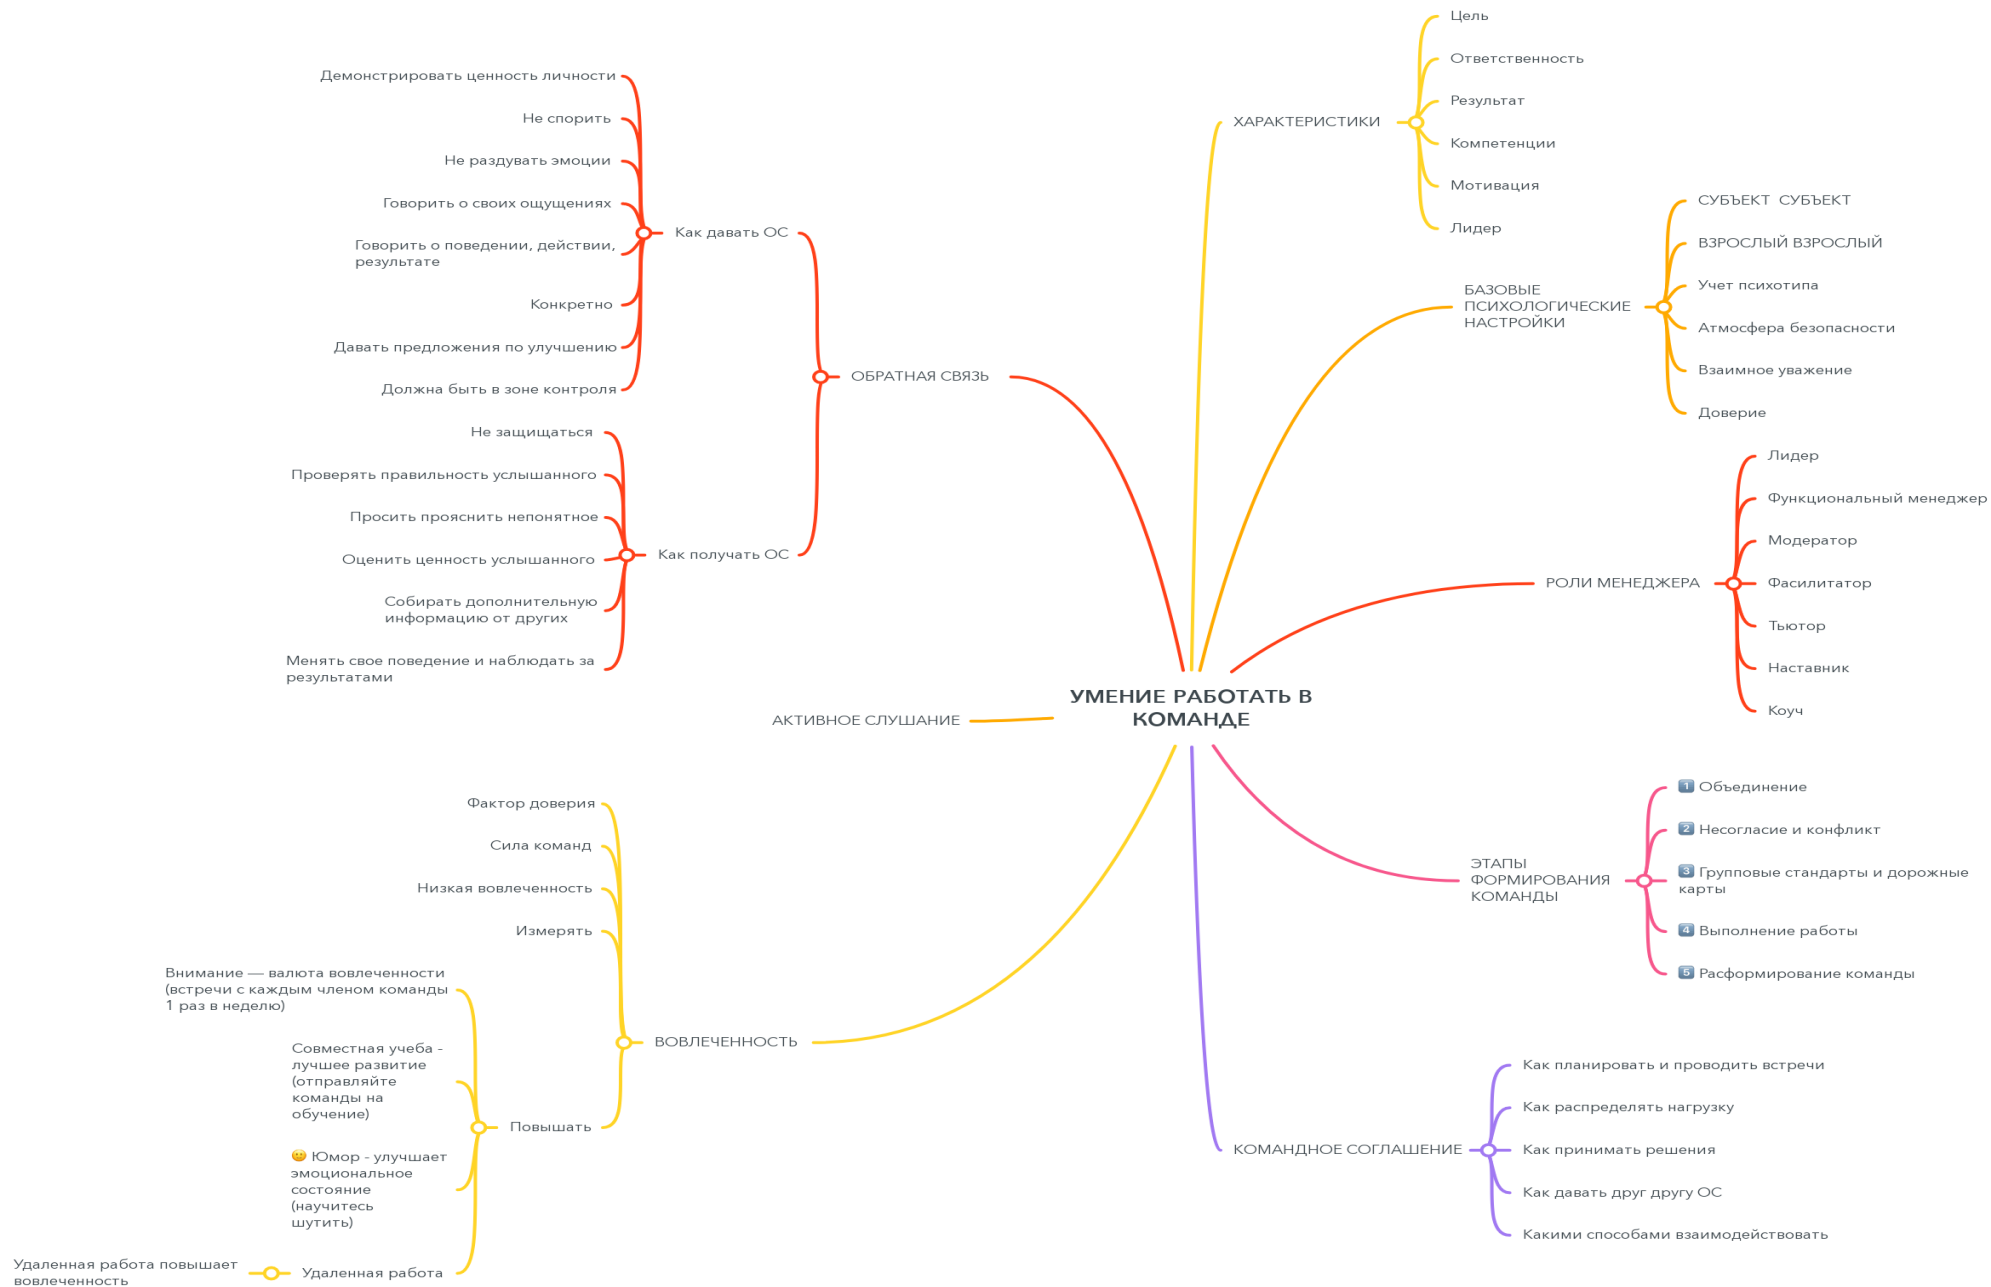 УМЕНИЕ РАБОТАТЬ В
КОМАНДЕ
ХАРАКТЕРИСТИКИ
Цель
Ответственность
Результат
Компетенции
Мотивация
Лидер
БАЗОВЫЕ
ПСИХОЛОГИЧЕСКИЕ
НАСТРОЙКИ
СУБЪЕКТ  СУБЪЕКТ
ВЗРОСЛЫЙ ВЗРОСЛЫЙ
Учет психотипа
Атмосфера безопасности
Взаимное уважение
Доверие
РОЛИ МЕНЕДЖЕРА
Лидер
Функциональный менеджер
Модератор
Фасилитатор
Тьютор
Наставник
Коуч
ЭТАПЫ
ФОРМИРОВАНИЯ
КОМАНДЫ
1️⃣ Объединение
2️⃣ Несогласие и конфликт
3️⃣ Групповые стандарты и дорожные
карты
4️⃣ Выполнение работы
5️⃣ Расформирование команды
КОМАНДНОЕ СОГЛАШЕНИЕ
Как планировать и проводить встречи
Как распределять нагрузку
Как принимать решения
Как давать друг другу ОС
Какими способами взаимодействовать
ОБРАТНАЯ СВЯЗЬ
Как давать ОС
Демонстрировать ценность личности
Не спорить
Не раздувать эмоции
Говорить о своих ощущениях
Говорить о поведении, действии,
результате
Конкретно
Давать предложения по улучшению
Должна быть в зоне контроля
Как получать ОС
Не защищаться
Проверять правильность услышанного
Просить прояснить непонятное
Оценить ценность услышанного
Собирать дополнительную
информацию от других
Менять свое поведение и наблюдать за
результатами
АКТИВНОЕ СЛУШАНИЕ
ВОВЛЕЧЕННОСТЬ
Фактор доверия
Сила команд
Низкая вовлеченность
Измерять
Повышать
Внимание — валюта вовлеченности
(встречи с каждым членом команды
1 раз в неделю)
Совместная учеба -
лучшее развитие
(отправляйте
команды на
обучение)
Юмор - улучшает
эмоциональное
состояние
(научитесь
шутить)
Удаленная работа
Удаленная работа повышает
вовлеченность